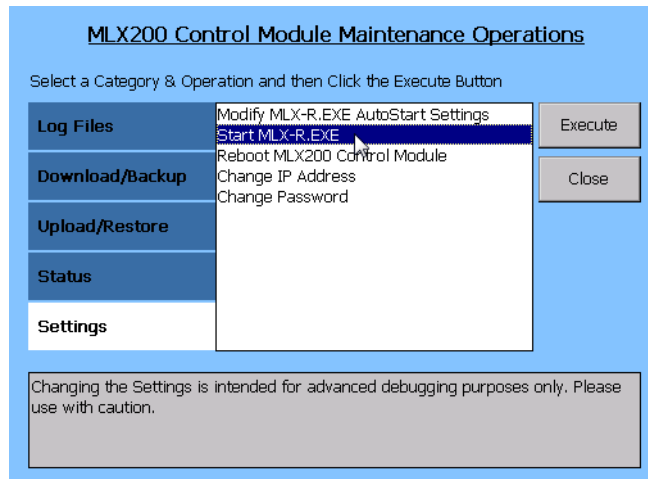 MLX200 Control Module Maintenance Operations
Select a Category & Operation and then Click the Execute Button
Log Files
Download/Backup
Upload/Restore
Status
Settings
Modify MLX-R.EXE AutoStart Settings
Start MLX-R.EXE
Reboot MLX200 Control Module
Change IP Address
Change Password
Execute
Close
Changing the Settings is intended for advanced debugging purposes only. Please
use with caution.